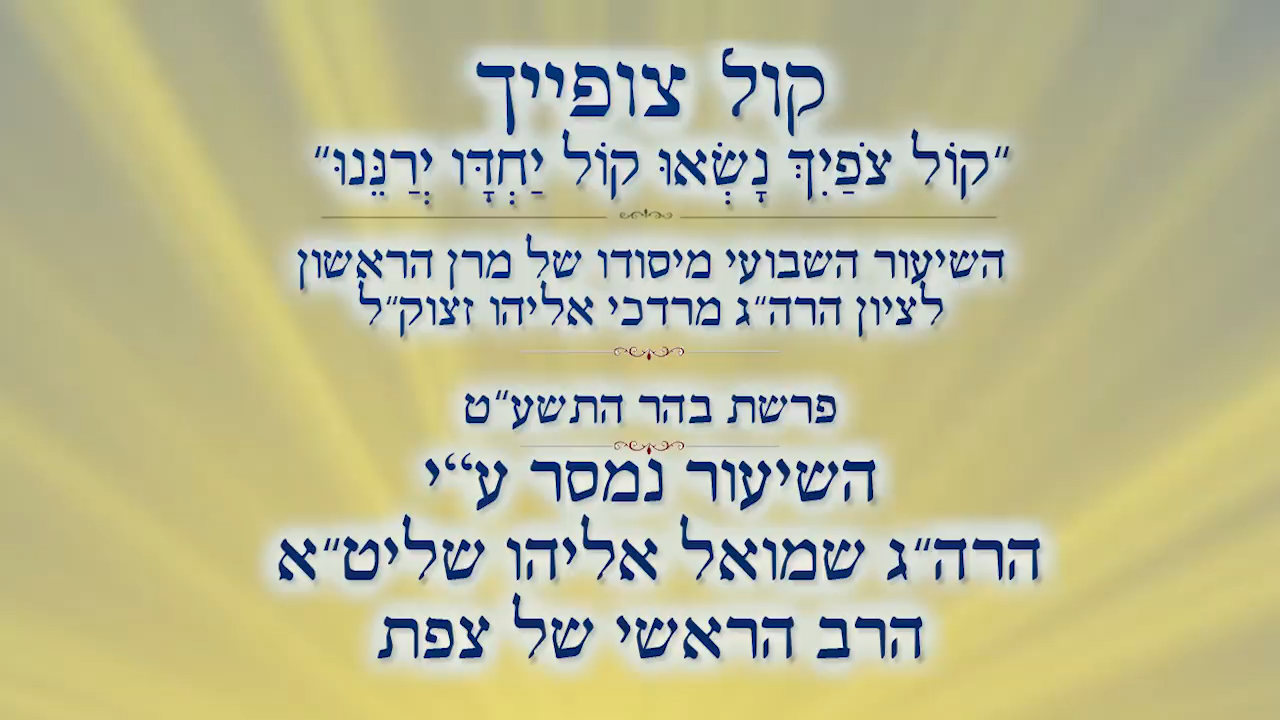 קול צופייך
"קוֹל צֹפַיִךְ נָשְׂאוּ קוֹל יַחְדָּו יְרַנֵּנוּ"
השיעור השבועי מיסודו של מרן הראשון
לציון הרה"ג מרדכי אליהו זצוק"ל
פרשת בהר התשע"ט
השיעור נמסר ע"י
הרה"ג שמואל אליהו שליט"א
הרב הראשי של צפת